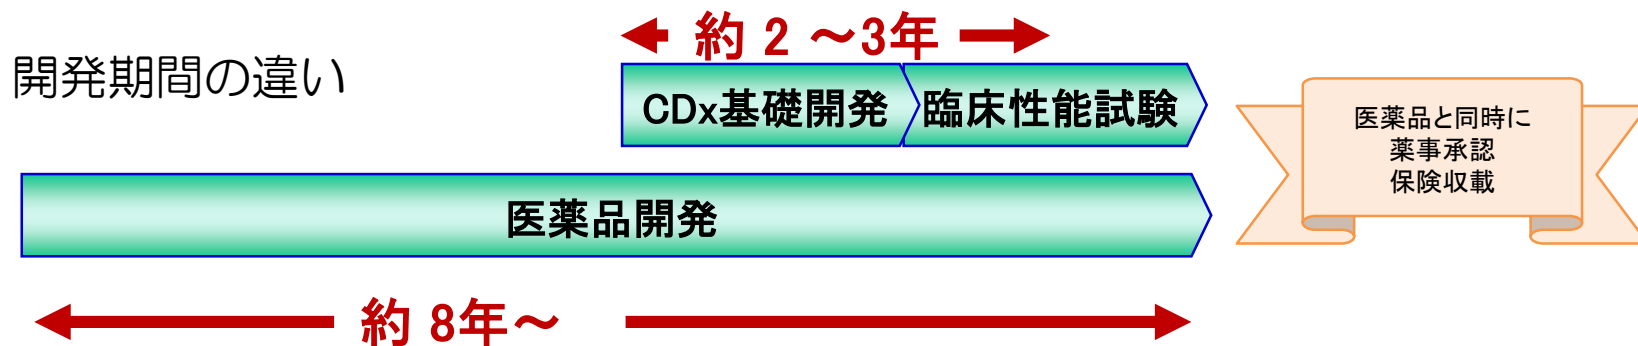 約 2 ～3年
開発期間の違い
CDx基礎開発
臨床性能試験
医薬品と同時に
薬事承認
保険収載
医薬品開発
約 8年～